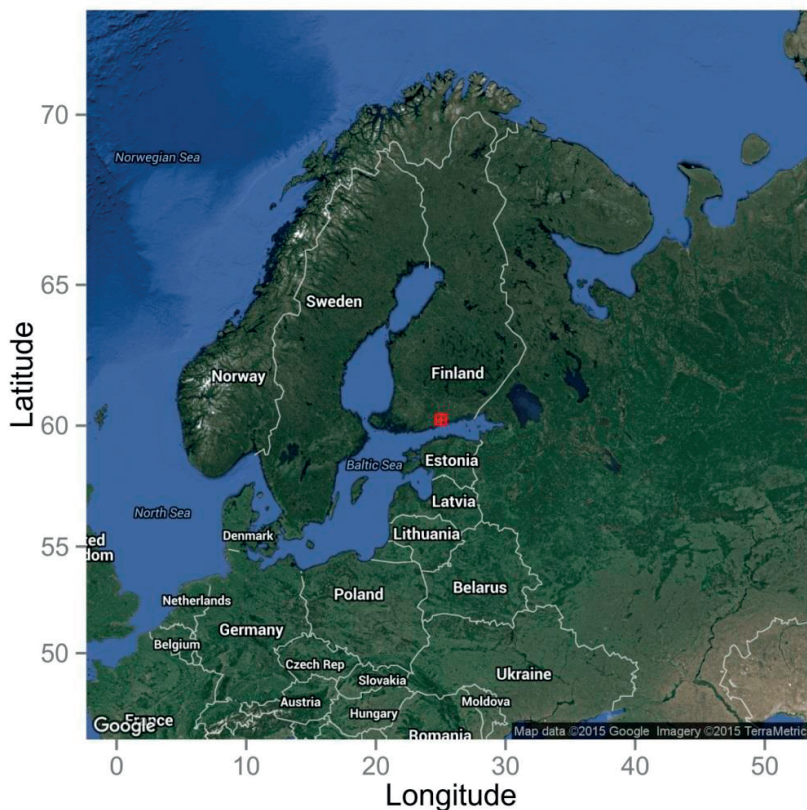 70
65
60
55
50
Latitude
Norwegian Sea
Sweden
Norway
Finland
Baltic Sea
Estonia
North Sea
Latvia
Denmark
Lithuania
ted
dom
Netherlands
Poland
Belarus
Germany
Belgium
Czech Rep
Slovakia
Ukraine
Austria
Moldova
Hungary
Google
France
Romania
Map data ©2015 Google Imagery ©2015 TerraMetric
0 10 20 30 40 50
Longitude